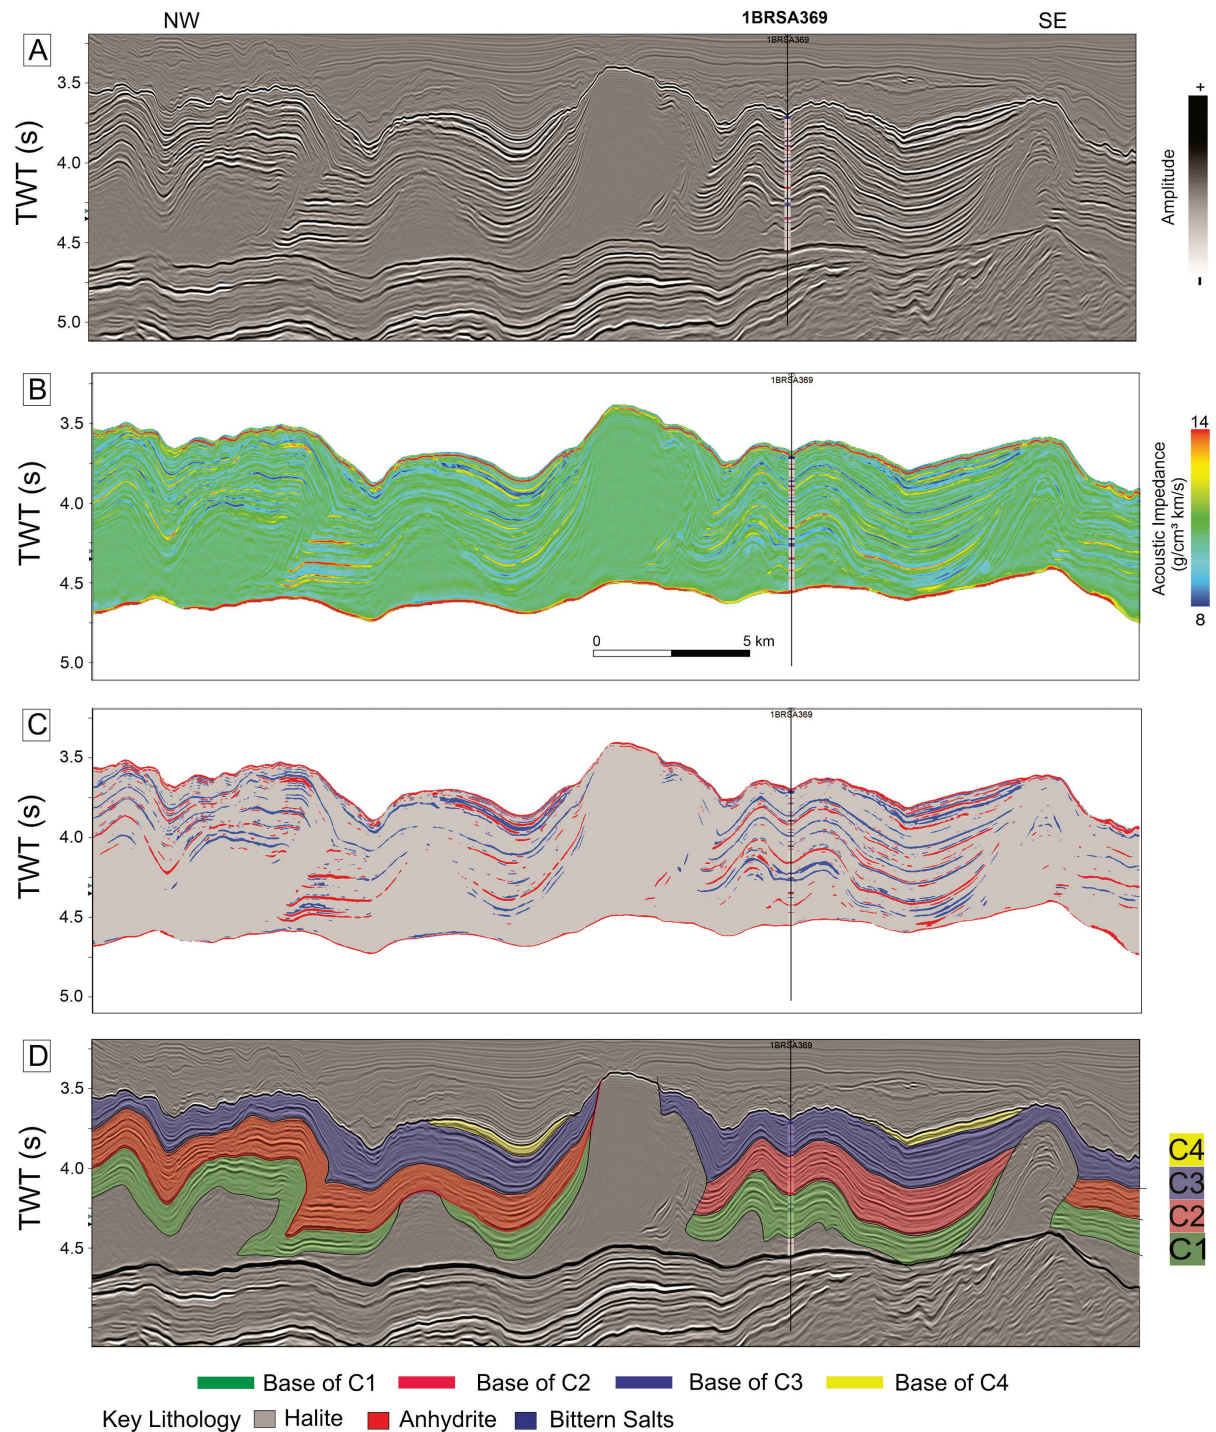 NW 1BRSA369 SE
A
1BRSA369
TWT (s)
3.5
4.0
4.5
5.0
+
Amplitude
-
B
1BRSA369
TWT (s)
3.5
4.0
4.5
5.0
0 5 km
14
Acoustic Impedance
(g/cm³ km/s)
8
C
1BRSA369
TWT (s)
3.5
4.0
4.5
5.0
D
1BRSA369
TWT (s)
3.5
4.0
4.5
C4
C3
C2
C1
Base of C1 Base of C2 Base of C3 Base of C4
Key Lithology Halite Anhydrite Bittern Salts